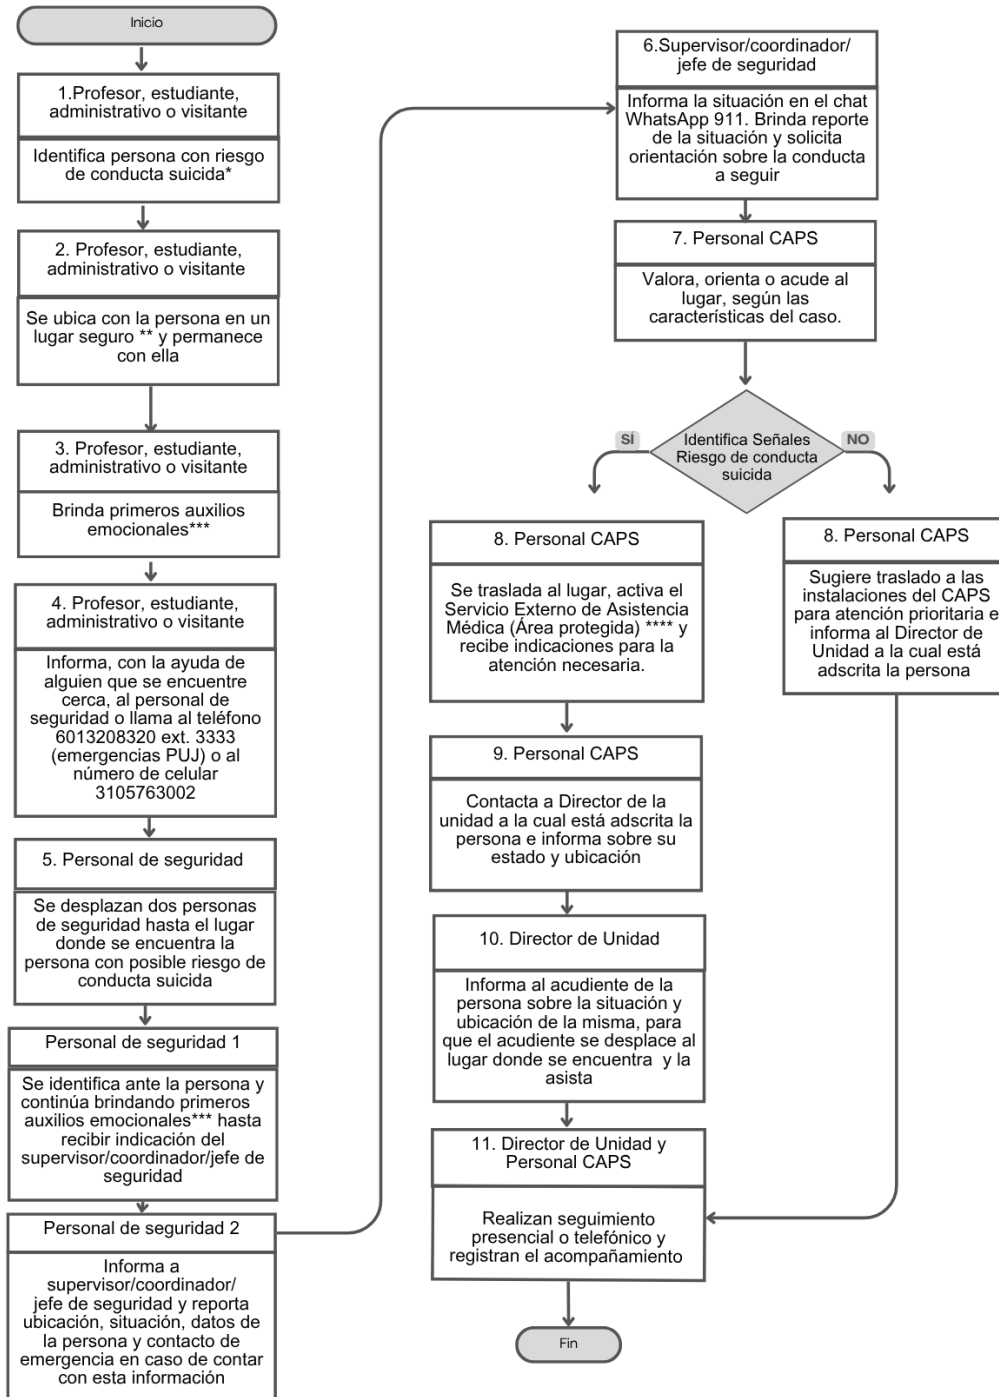 Inicio
1.Profesor, estudiante,
administrativo o visitante
Identifica persona con riesgo
de conducta suicida*
2. Profesor, estudiante,
administrativo o visitante
Se ubica con la persona en un
lugar seguro ** y permanece
con ella
3. Profesor, estudiante,
administrativo o visitante
Brinda primeros auxilios
emocionales***
4. Profesor, estudiante,
administrativo o visitante
Informa, con la ayuda de
alguien que se encuentre
cerca, al personal de
seguridad o llama al teléfono
6013208320 ext. 3333
(emergencias PUJ) o al
número de celular
3105763002
5. Personal de seguridad
Se desplazan dos personas
de seguridad hasta el lugar
donde se encuentra la
persona con posible riesgo de
conducta suicida
Personal de seguridad 1
Se identifica ante la persona y
continúa brindando primeros
auxilios emocionales*** hasta
recibir indicación del
supervisor/coordinador/jefe de
seguridad
Personal de seguridad 2
Informa a
supervisor/coordinador/
jefe de seguridad y reporta
ubicación, situación, datos de
la persona y contacto de
emergencia en caso de contar
con esta información
6.Supervisor/coordinador/
jefe de seguridad
Informa la situación en el chat
WhatsApp 911. Brinda reporte
de la situación y solicita
orientación sobre la conducta
a seguir
7. Personal CAPS
Valora, orienta o acude al
lugar, según las
características del caso.
Identifica Señales
Riesgo de conducta
suicida
SÍ
NO
8. Personal CAPS
Se traslada al lugar, activa el
Servicio Externo de Asistencia
Médica (Área protegida) **** y
recibe indicaciones para la
atención necesaria.
8. Personal CAPS
Sugiere traslado a las
instalaciones del CAPS
para atención prioritaria e
informa al Director de
Unidad a la cual está
adscrita la persona
9. Personal CAPS
Contacta a Director de la
unidad a la cual está adscrita la
persona e informa sobre su
estado y ubicación
10. Director de Unidad
Informa al acudiente de la
persona sobre la situación y
ubicación de la misma, para
que el acudiente se desplace al
lugar donde se encuentra y la
asista
11. Director de Unidad y
Personal CAPS
Realizan seguimiento
presencial o telefónico y
registran el acompañamiento
Fin